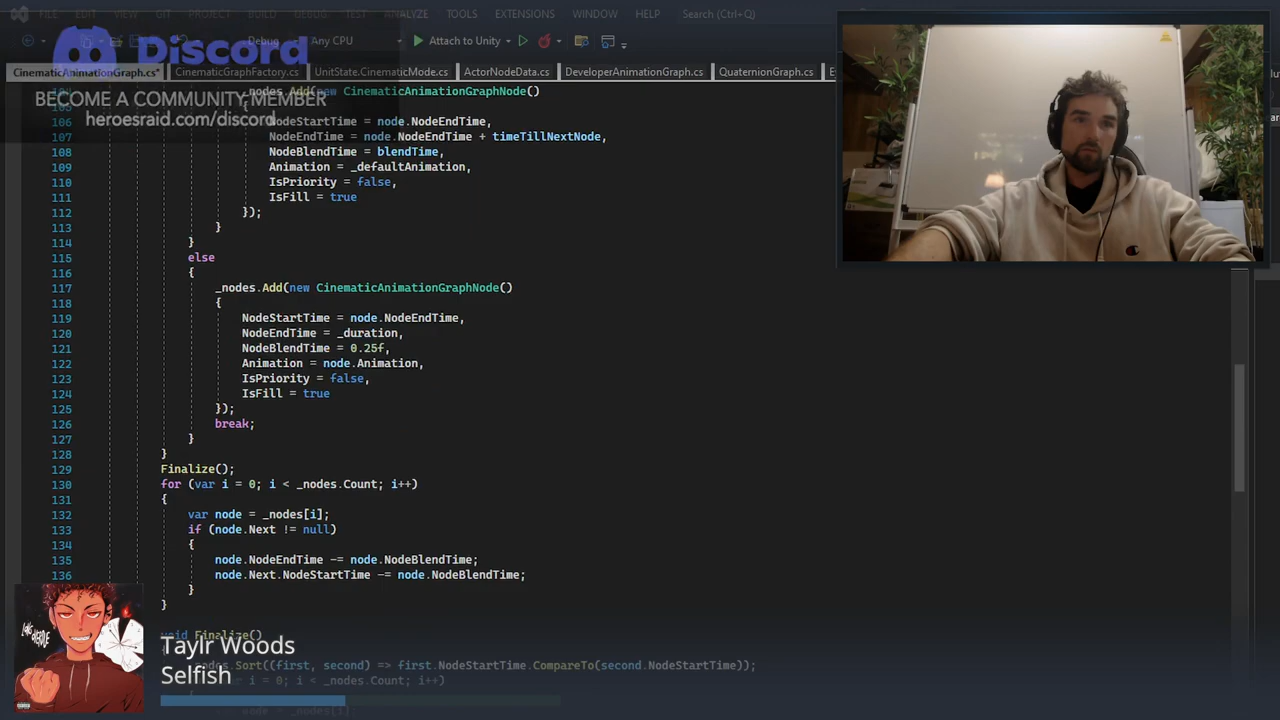 FILE EDIT VIEW GIT PROJECT BUILD DEBUG TEST ANALYZE TOOLS EXTENSIONS WINDOW HELP Search (Ctrl+Q)
Debug Any CPU Attach to Unity
Discord
CinematicAnimationGraph.cs* CinematicGraphFactory.cs UnitState.CinematicMode.cs ActorNodeData.cs DeveloperAnimationGraph.cs QuaternionGraph.cs
BECOME A COMMUNITY MEMBER
heroesraid.com/discord
104 _nodes.Add(new CinematicAnimationGraphNode()
105 {
106 NodeStartTime = node.NodeEndTime,
107 NodeEndTime = node.NodeEndTime + timeTillNextNode,
108 NodeBlendTime = blendTime,
109 Animation = _defaultAnimation,
110 IsPriority = false,
111 IsFill = true
112 });
113 }
114 }
115 else
116 {
117 _nodes.Add(new CinematicAnimationGraphNode()
118 {
119 NodeStartTime = node.NodeEndTime,
120 NodeEndTime = _duration,
121 NodeBlendTime = 0.25f,
122 Animation = node.Animation,
123 IsPriority = false,
124 IsFill = true
125 });
126 break;
127 }
128 }
129 Finalize();
130 for (var i = 0; i < _nodes.Count; i++)
131 {
132 var node = _nodes[i];
133 if (node.Next != null)
134 {
135 node.NodeEndTime -= node.NodeBlendTime;
136 node.Next.NodeStartTime -= node.NodeBlendTime;
}
}
void Finalize()
_nodes.Sort((first, second) => first.NodeStartTime.CompareTo(second.NodeStartTime));
i = 0; i < _nodes.Count; i++)
node = _nodes[i];
Taylr Woods
Selfish